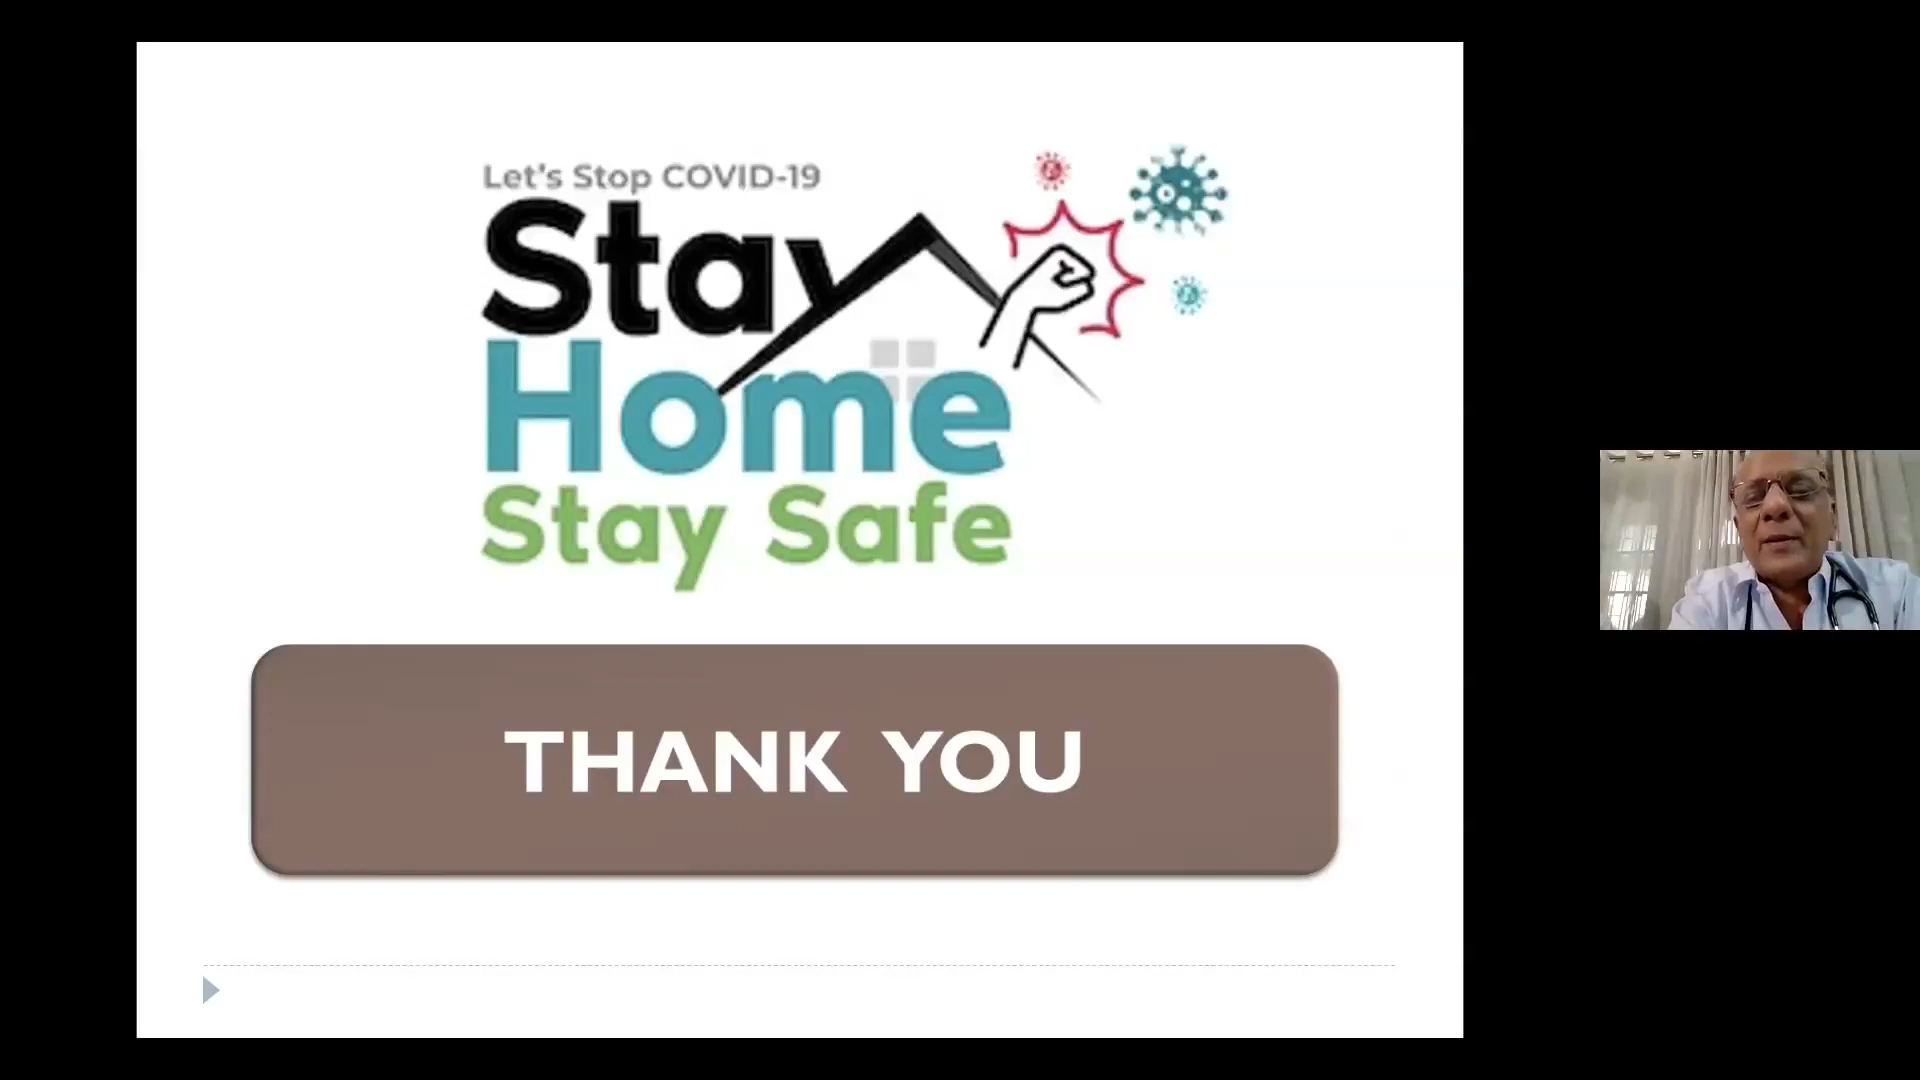 Let's Stop COVID-19
Stay
Home
Stay Safe
THANK YOU